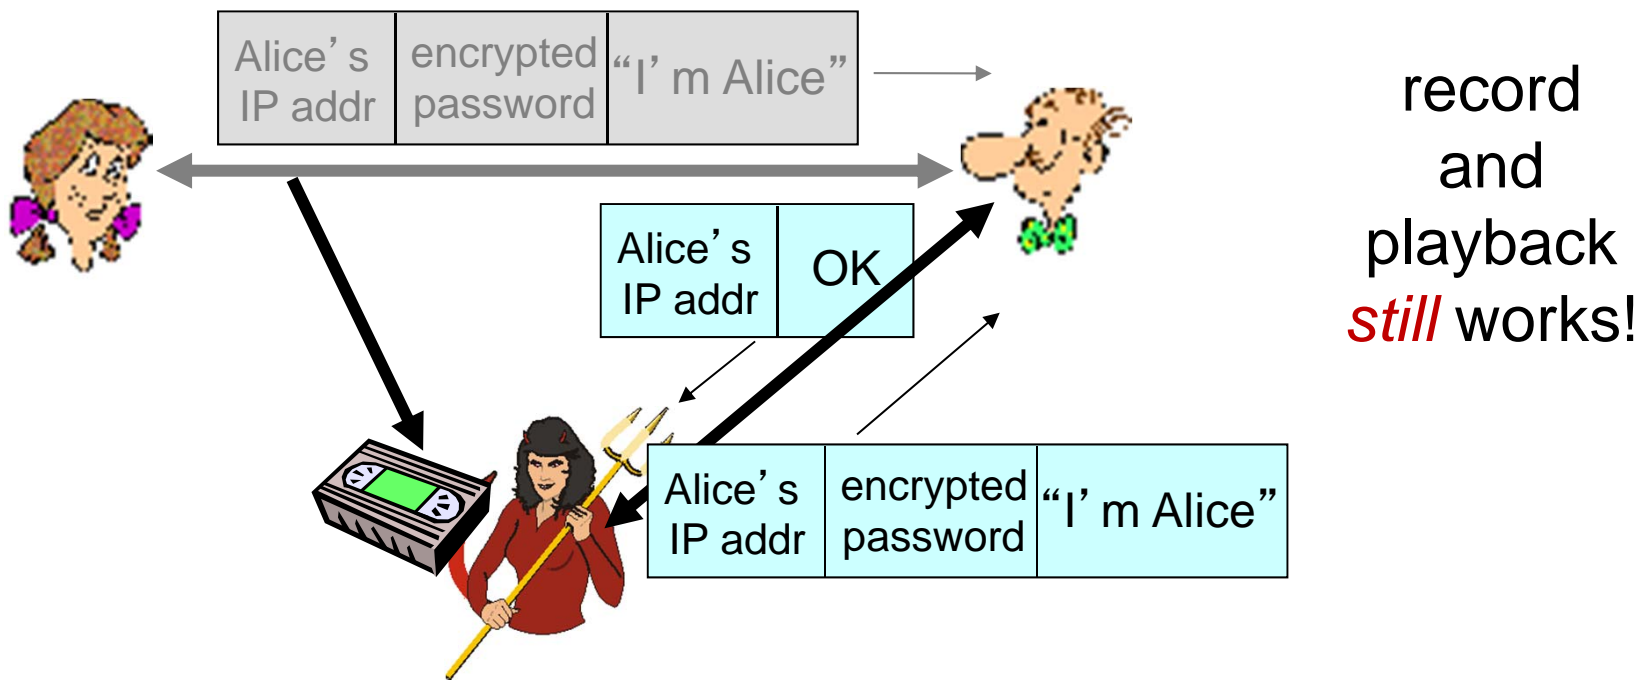 Alice’s
IP addr
encrypted
password
“I’m Alice”
record
and
playback
still works!
Alice’s
IP addr
OK
Alice’s
IP addr
encrypted
password
“I’m Alice”